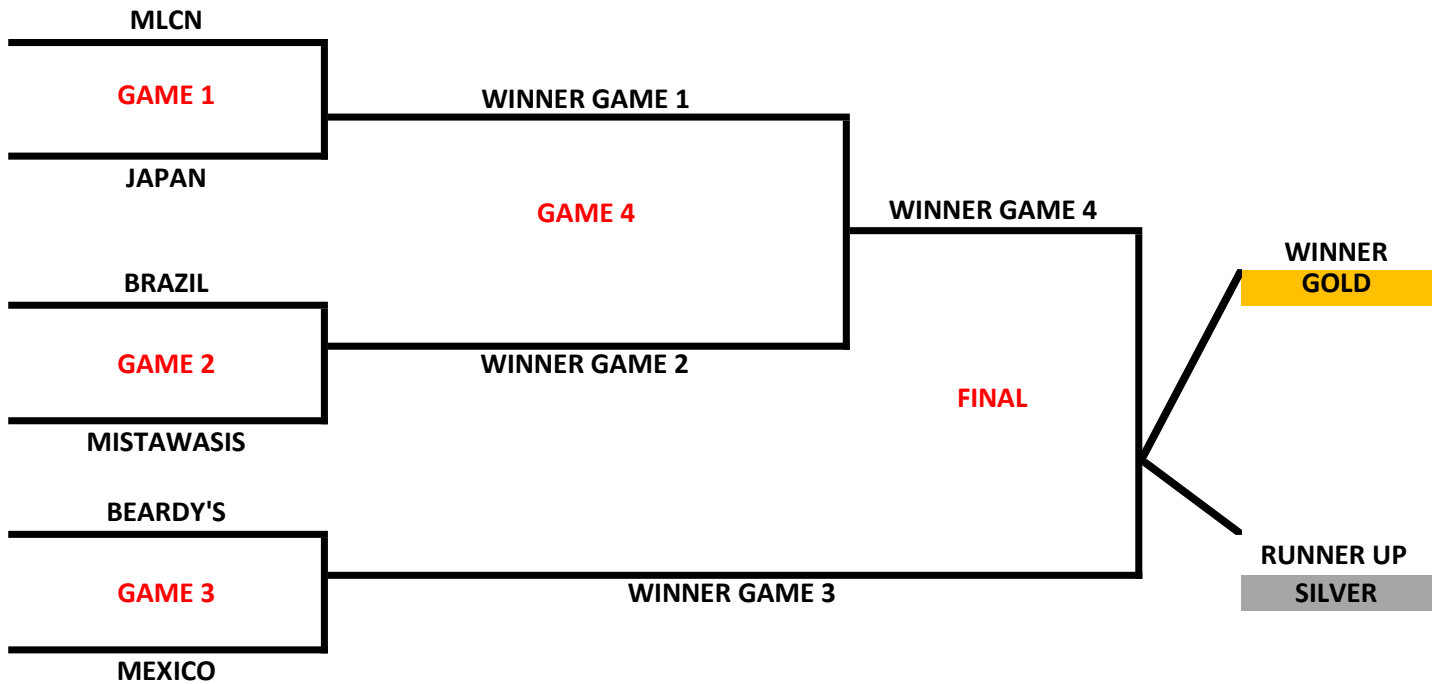 MLCN
GAME 1
JAPAN
WINNER GAME 1
GAME 4
WINNER GAME 2
BRAZIL
GAME 2
MISTAWASIS
BEARDY'S
GAME 3
MEXICO
WINNER GAME 3
WINNER GAME 4
FINAL
WINNER
GOLD
RUNNER UP
SILVER